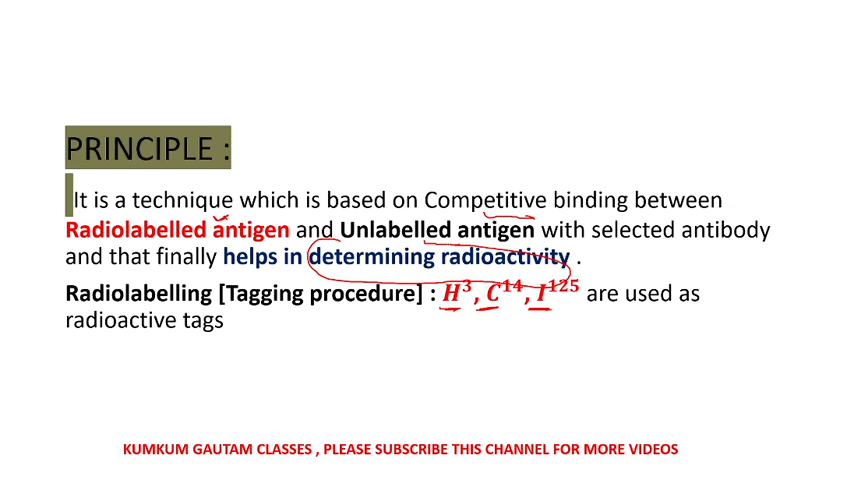 PRINCIPLE :
It is a technique which is based on Competitive binding between
Radiolabelled antigen and Unlabelled antigen with selected antibody
and that finally helps in determining radioactivity .
Radiolabelling [Tagging procedure] : H³, C¹⁴, I¹²⁵ are used as
radioactive tags
KUMKUM GAUTAM CLASSES , PLEASE SUBSCRIBE THIS CHANNEL FOR MORE VIDEOS